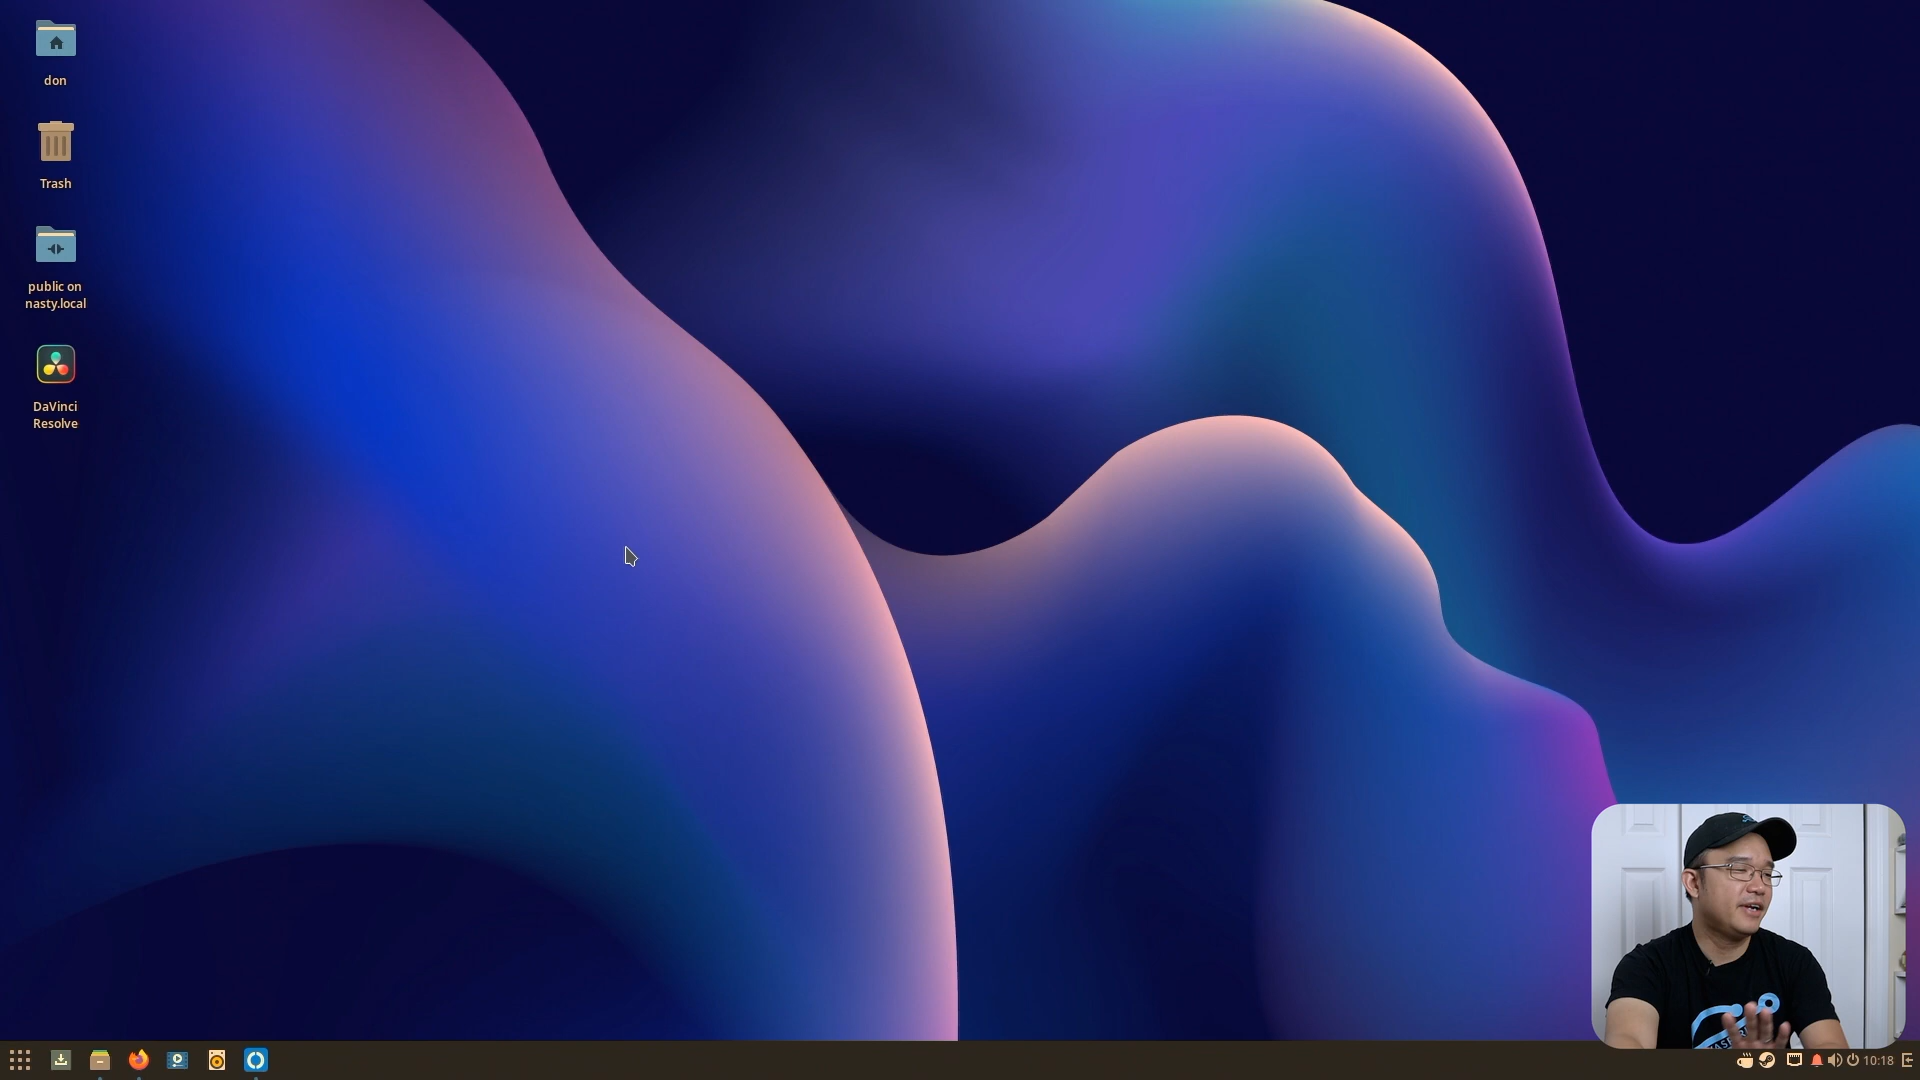 don
Trash
public on
nasty.local
DaVinci
Resolve
10:18